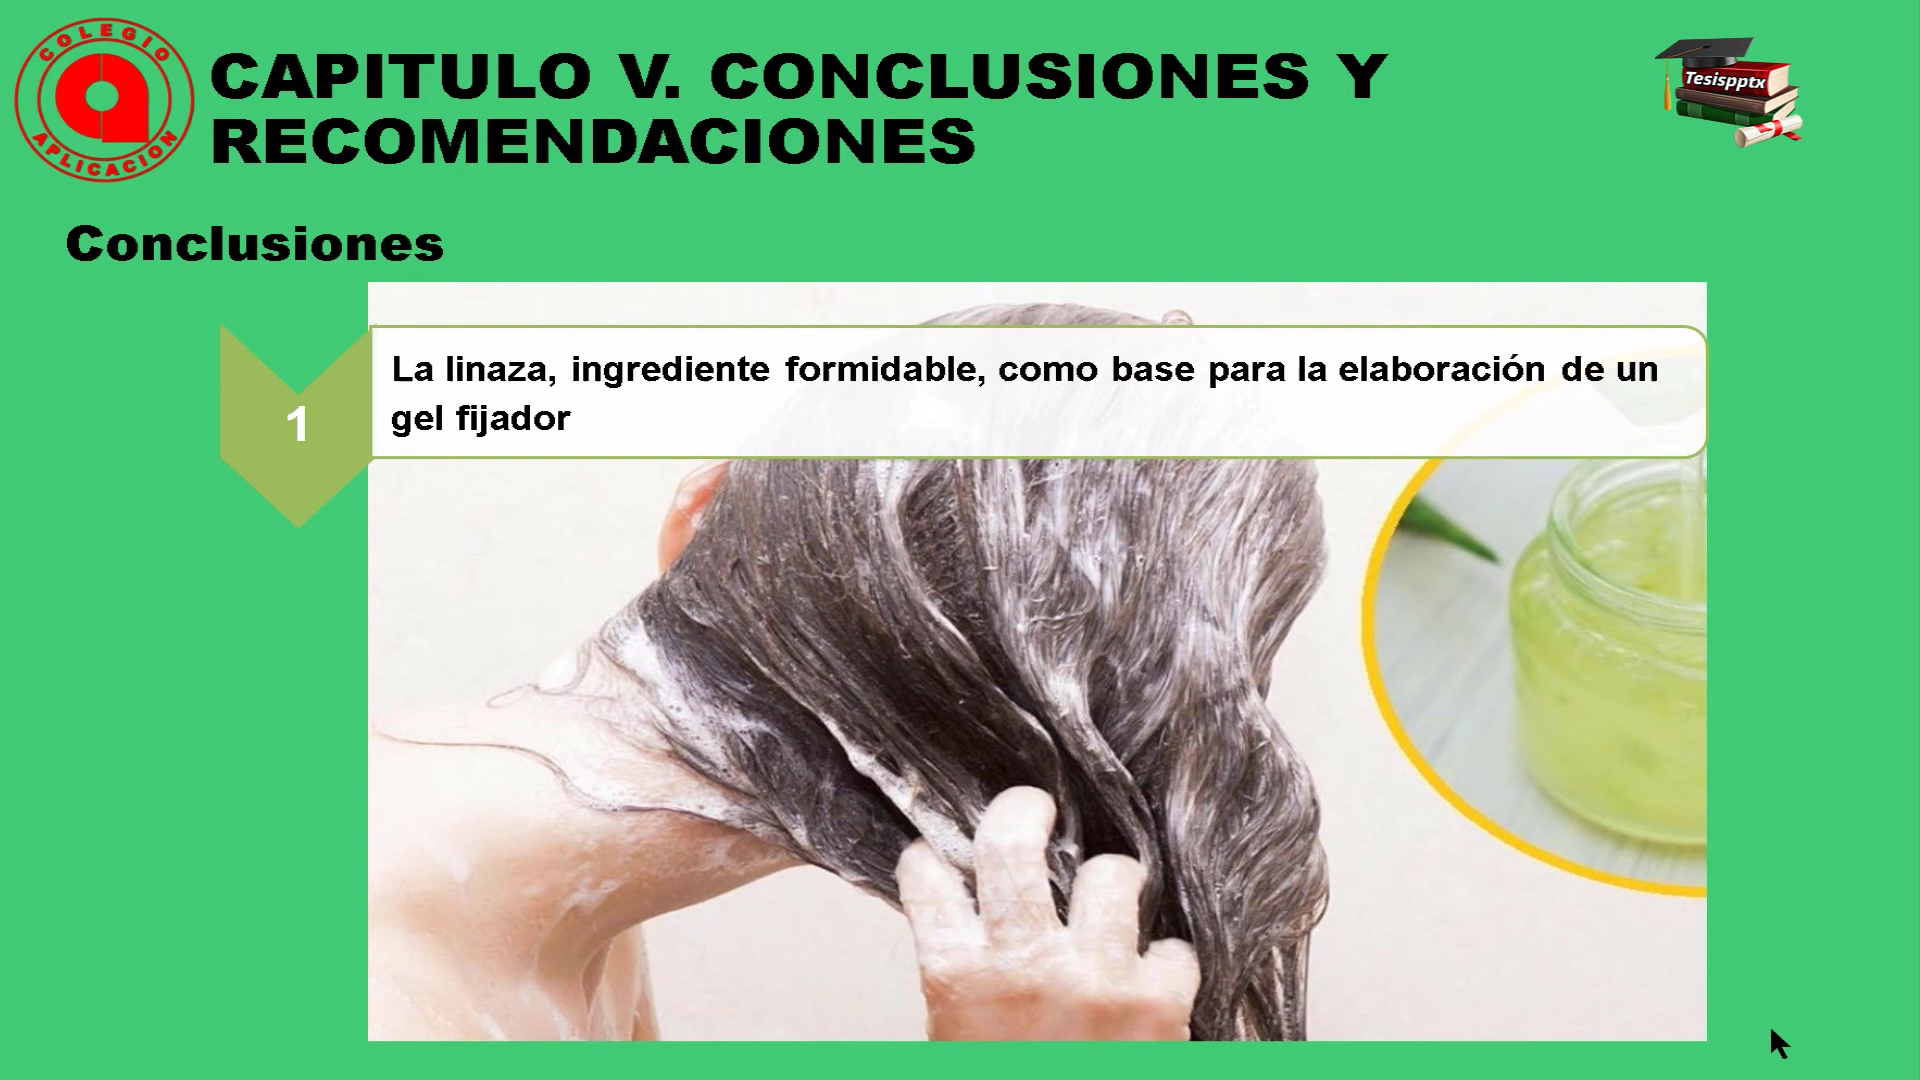 COLEGIO
APLICACION
CAPITULO V. CONCLUSIONES Y
RECOMENDACIONES
Tesispptx
Conclusiones
1
La linaza, ingrediente formidable, como base para la elaboración de un
gel fijador